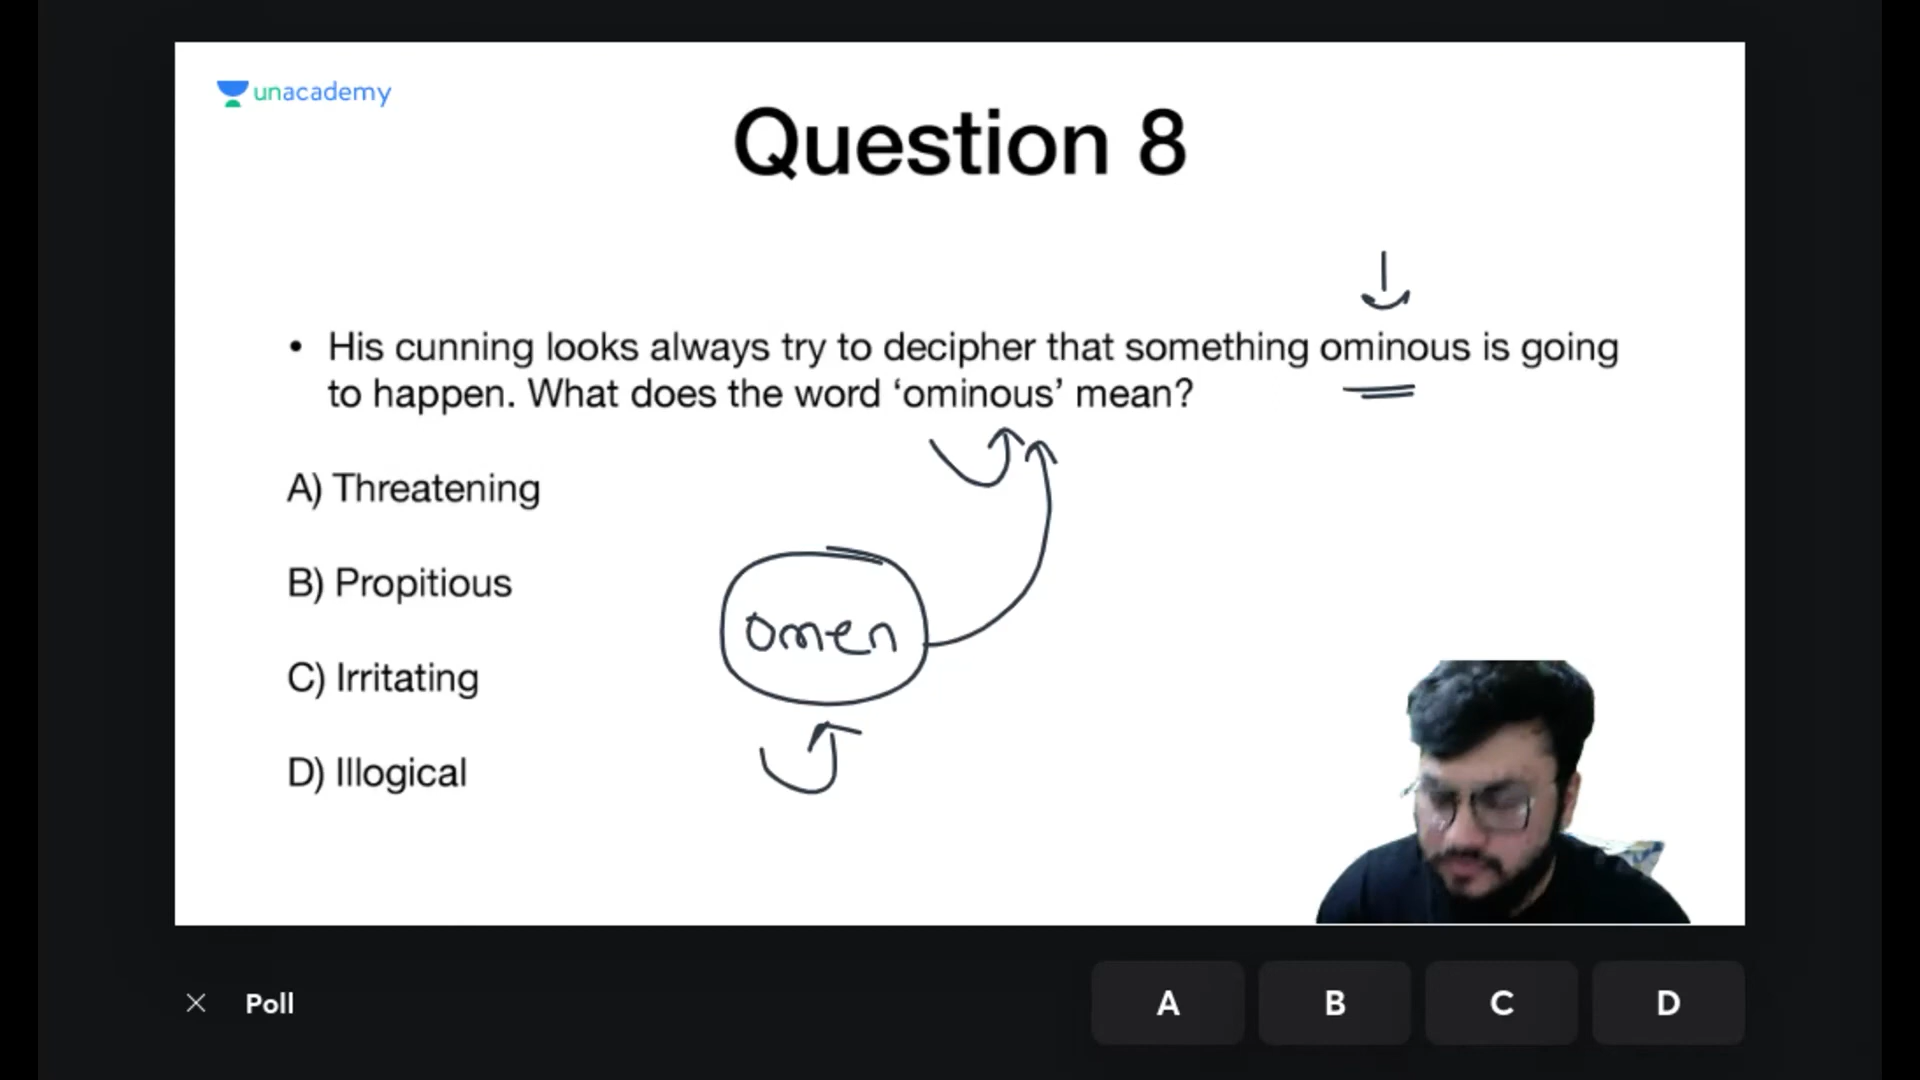 unacademy
Question 8
• His cunning looks always try to decipher that something ominous is going
to happen. What does the word ‘ominous’ mean?
A) Threatening
B) Propitious
omen
C) Irritating
D) Illogical
× Poll
A B C D